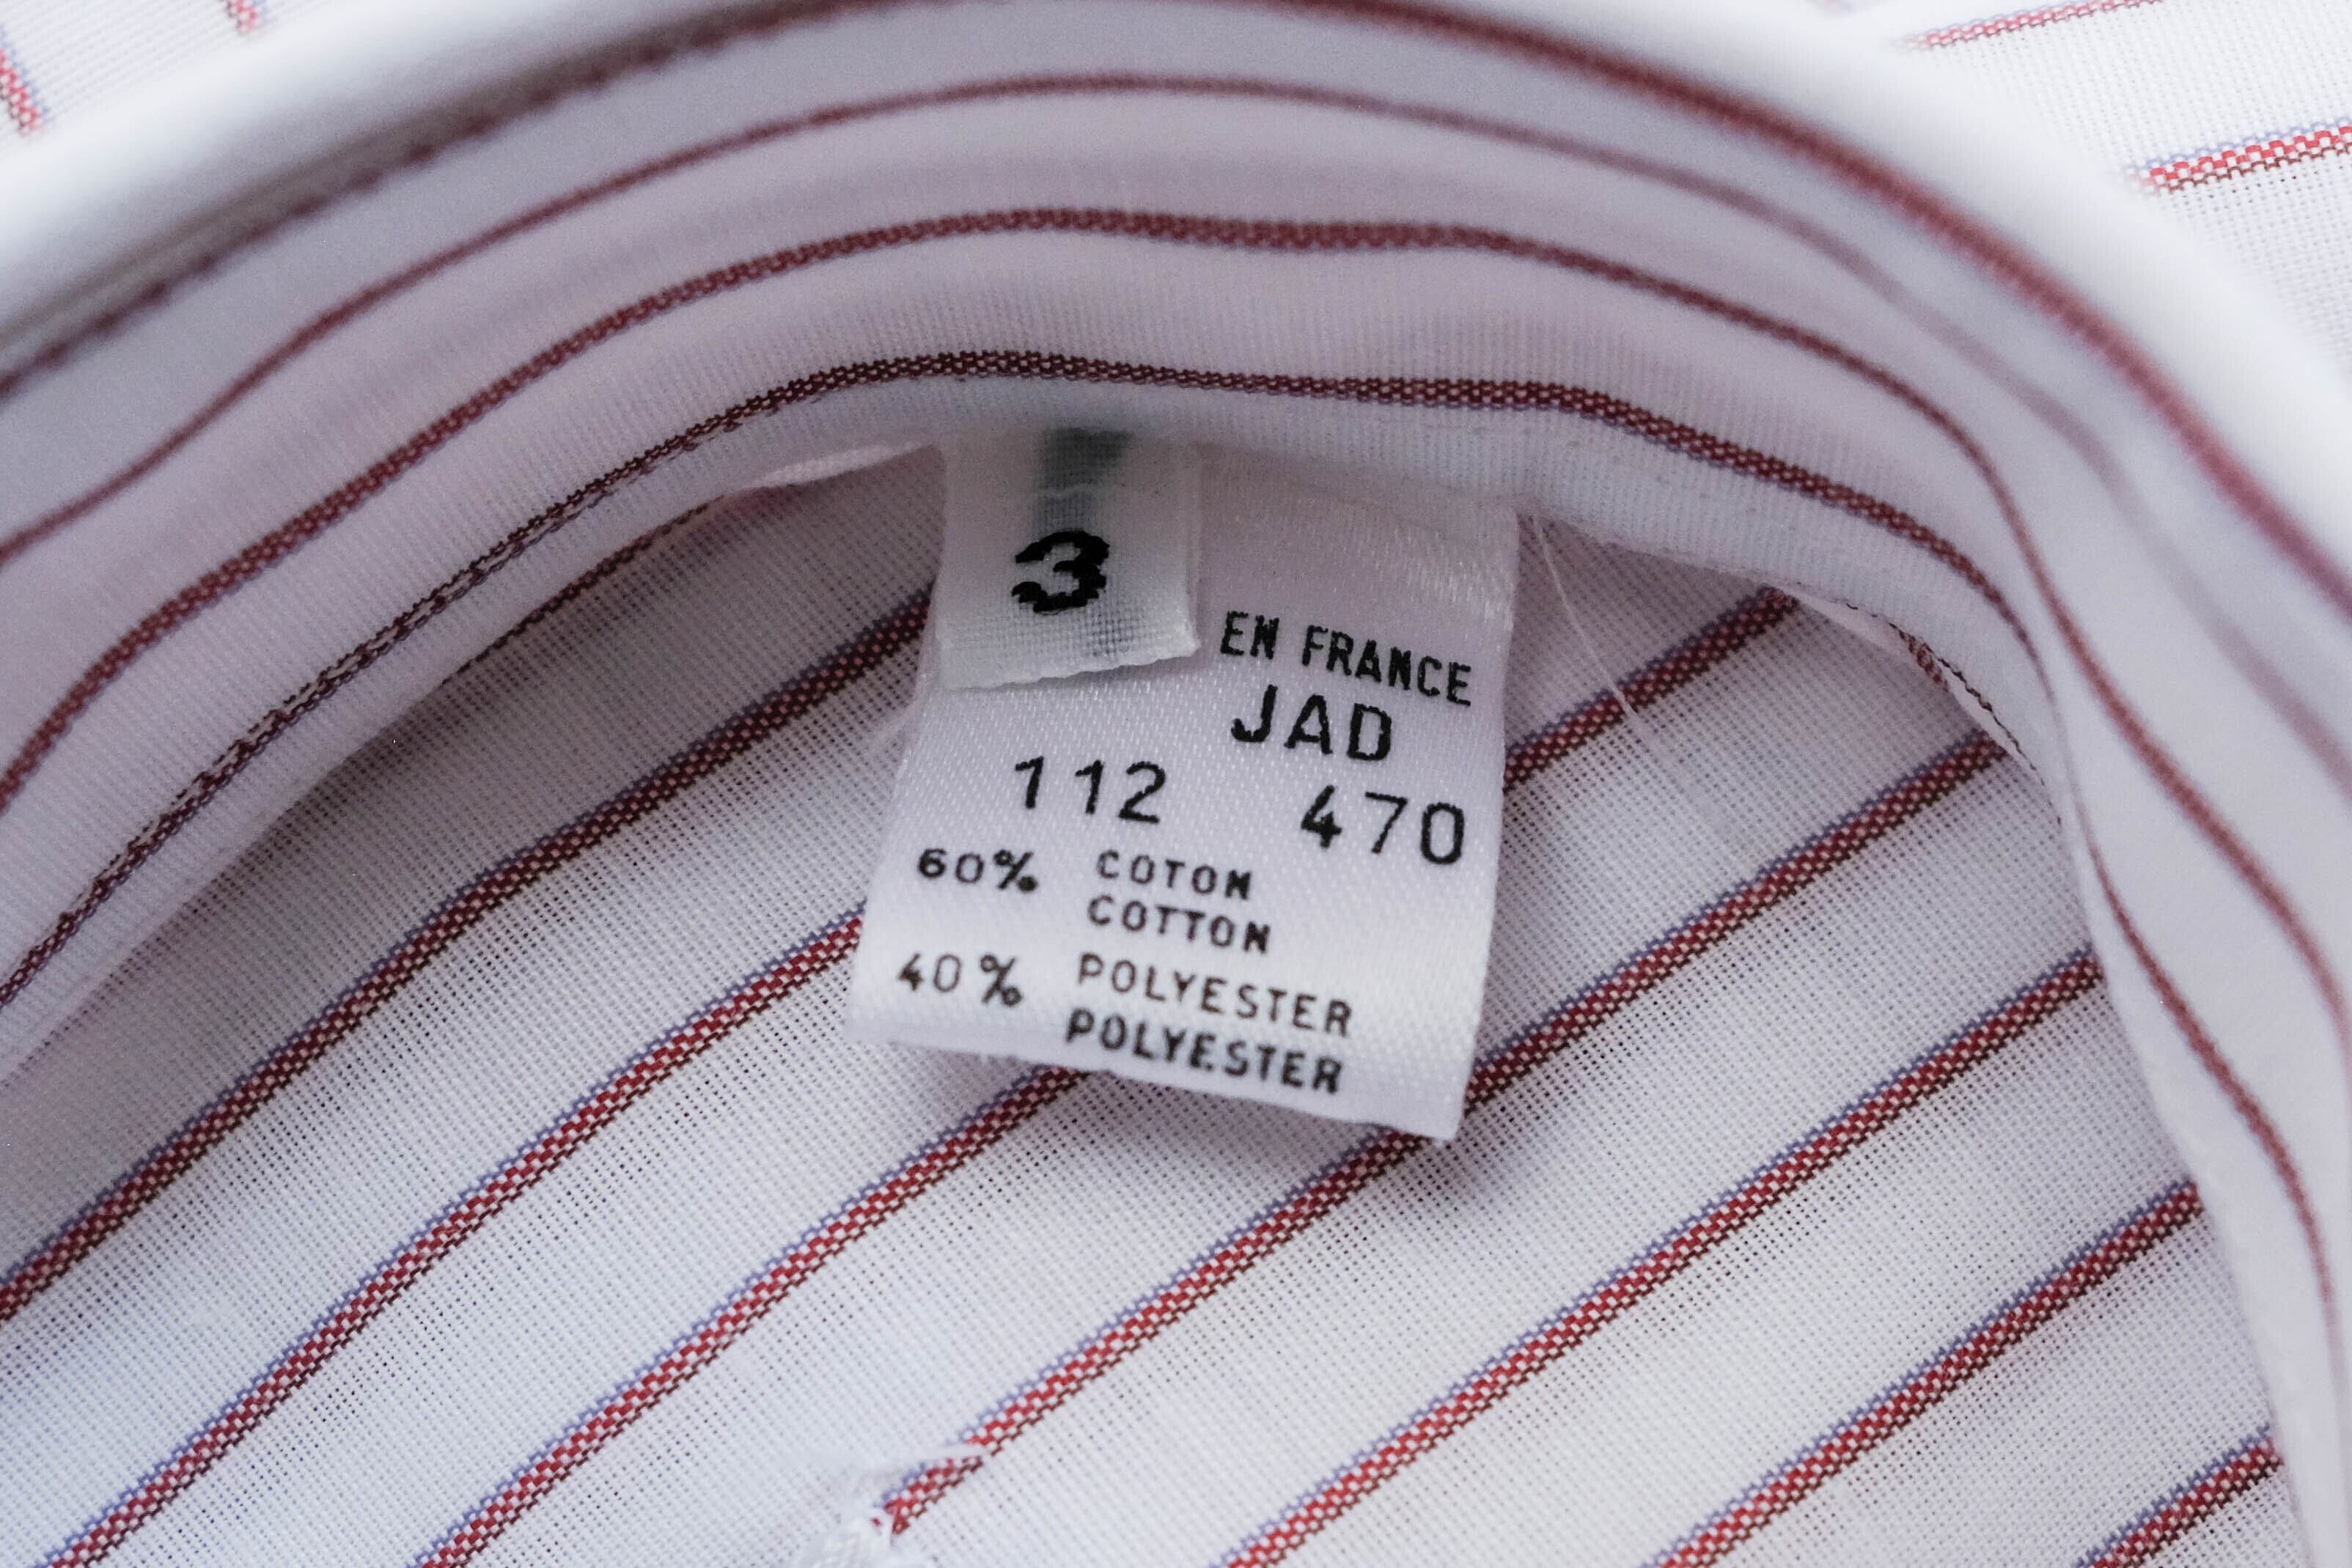 3
EN FRANCE
JAD
112 470
60% COTON
COTTON
40% POLYESTER
POLYESTER